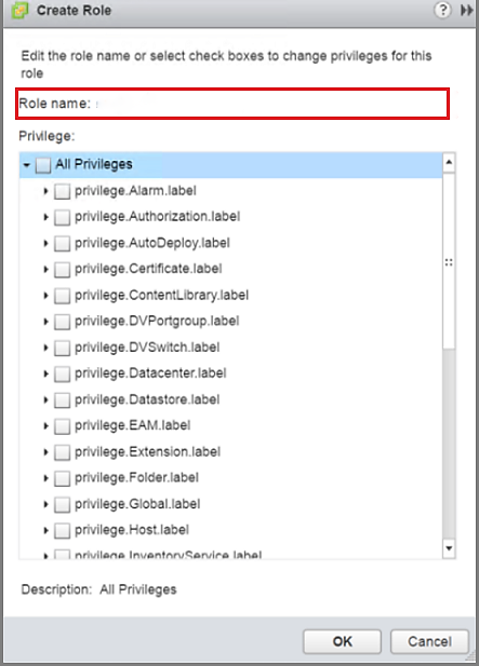 Create Role
?
Edit the role name or select check boxes to change privileges for this
role
Role name:
Privilege:
All Privileges
privilege.Alarm.label
privilege.Authorization.label
privilege.AutoDeploy.label
privilege.Certificate.label
privilege.ContentLibrary.label
privilege.DVPortgroup.label
privilege.DVSwitch.label
privilege.Datacenter.label
privilege.Datastore.label
privilege.EAM.label
privilege.Extension.label
privilege.Folder.label
privilege.Global.label
privilege.Host.label
privilege.InventoryService.label
Description: All Privileges
OK
Cancel